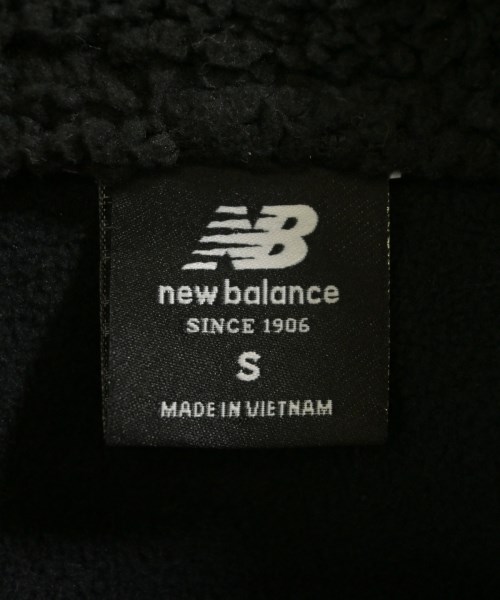 NB
new balance
SINCE 1906
S
MADE IN VIETNAM